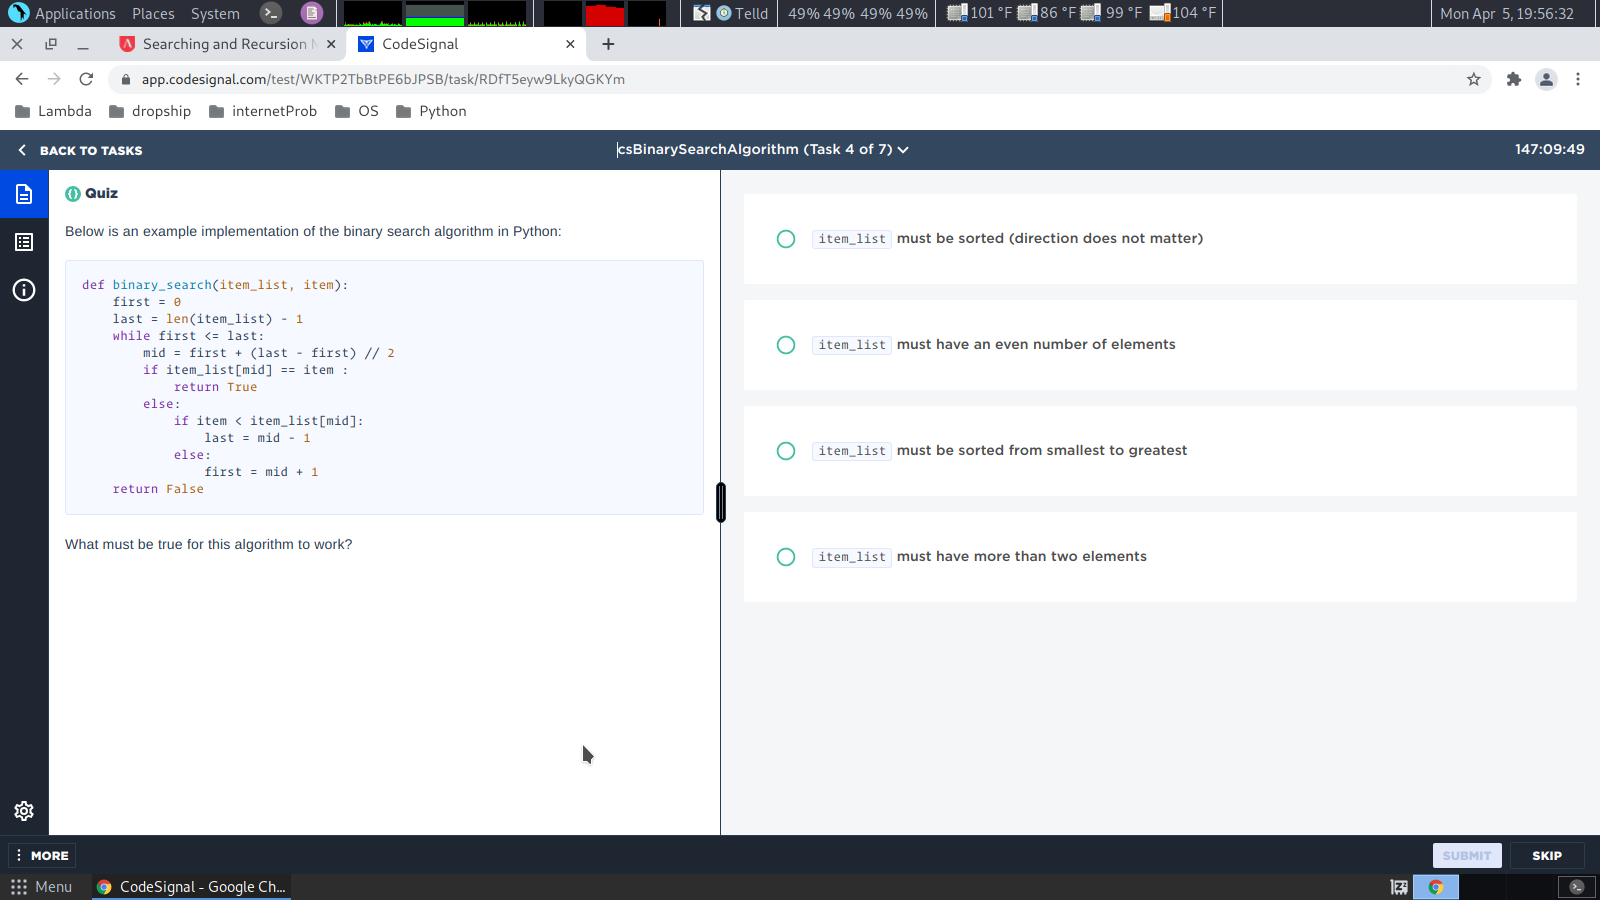 Applications Places System Telld 49% 49% 49% 49% 101 °F 86 °F 99 °F 104 °F Mon Apr 5, 19:56:32
Searching and Recursion CodeSignal
app.codesignal.com/test/WKTP2TbBtPE6bJPSB/task/RDfT5eyw9LkyQGKYm
Lambda dropship internetProb OS Python
BACK TO TASKS csBinarySearchAlgorithm (Task 4 of 7) 147:09:49
Quiz
Below is an example implementation of the binary search algorithm in Python:
def binary_search(item_list, item):
    first = 0
    last = len(item_list) - 1
    while first <= last:
        mid = first + (last - first) // 2
        if item_list[mid] == item :
            return True
        else:
            if item < item_list[mid]:
                last = mid - 1
            else:
                first = mid + 1
    return False
What must be true for this algorithm to work?
item_list must be sorted (direction does not matter)
item_list must have an even number of elements
item_list must be sorted from smallest to greatest
item_list must have more than two elements
MORE SUBMIT SKIP
Menu CodeSignal - Google Ch...